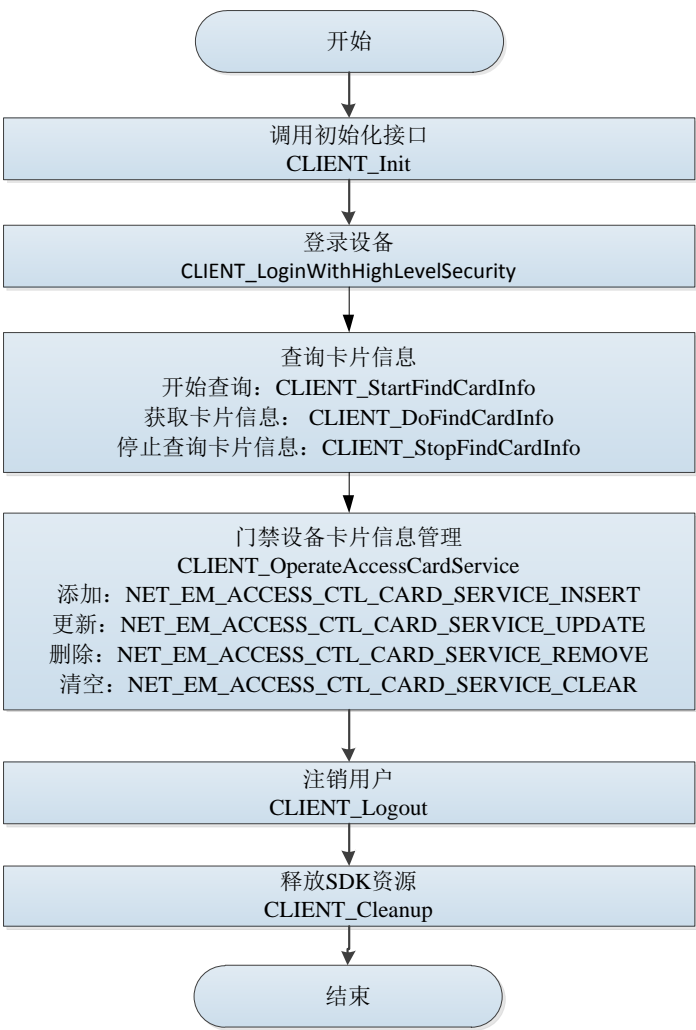 开始
调用初始化接口
CLIENT_Init
登录设备
CLIENT_LoginWithHighLevelSecurity
查询卡片信息
开始查询：CLIENT_StartFindCardInfo
获取卡片信息： CLIENT_DoFindCardInfo
停止查询卡片信息：CLIENT_StopFindCardInfo
门禁设备卡片信息管理
CLIENT_OperateAccessCardService
添加：NET_EM_ACCESS_CTL_CARD_SERVICE_INSERT
更新：NET_EM_ACCESS_CTL_CARD_SERVICE_UPDATE
删除：NET_EM_ACCESS_CTL_CARD_SERVICE_REMOVE
清空：NET_EM_ACCESS_CTL_CARD_SERVICE_CLEAR
注销用户
CLIENT_Logout
释放SDK资源
CLIENT_Cleanup
结束